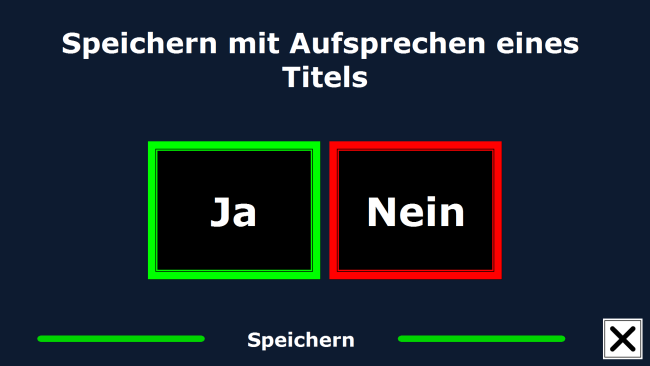 Speichern mit Aufsprechen eines
Titels
Ja
Nein
Speichern